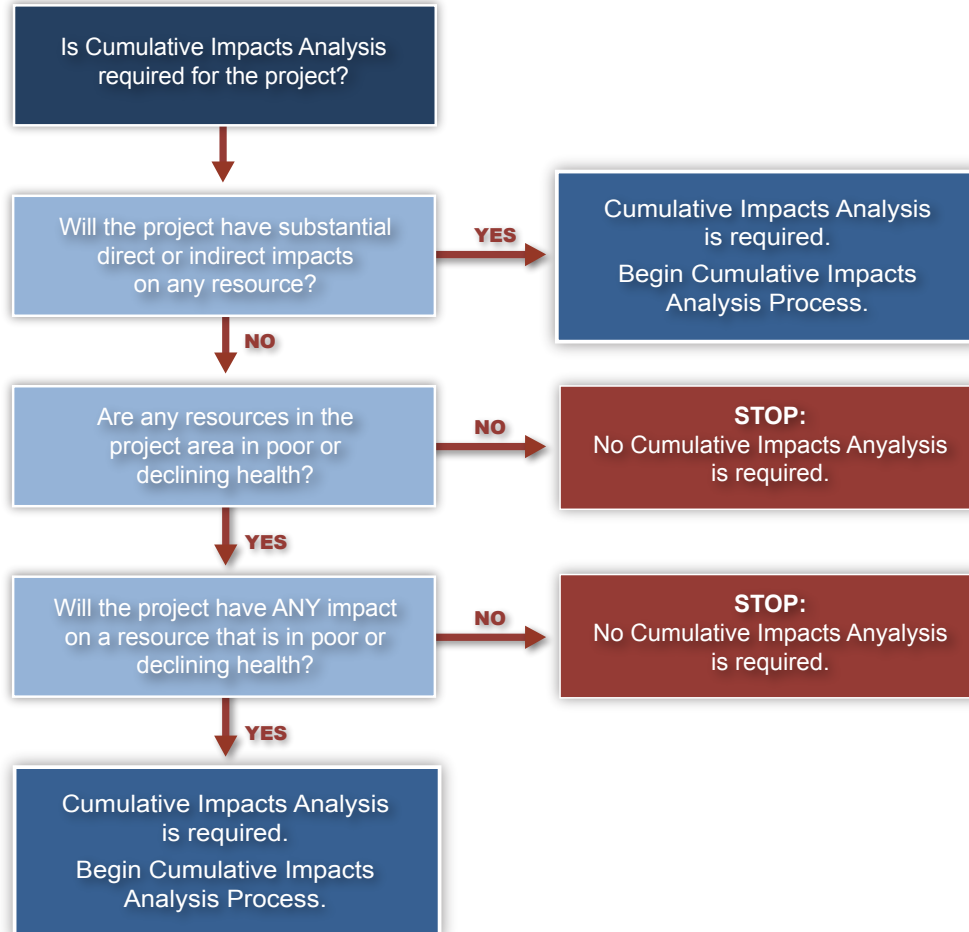 Is Cumulative Impacts Analysis
required for the project?
Will the project have substantial
direct or indirect impacts
on any resource?
YES
Cumulative Impacts Analysis
is required.
Begin Cumulative Impacts
Analysis Process.
NO
Are any resources in the
project area in poor or
declining health?
NO
STOP:
No Cumulative Impacts Anyalysis
is required.
YES
Will the project have ANY impact
on a resource that is in poor or
declining health?
NO
STOP:
No Cumulative Impacts Anyalysis
is required.
YES
Cumulative Impacts Analysis
is required.
Begin Cumulative Impacts
Analysis Process.